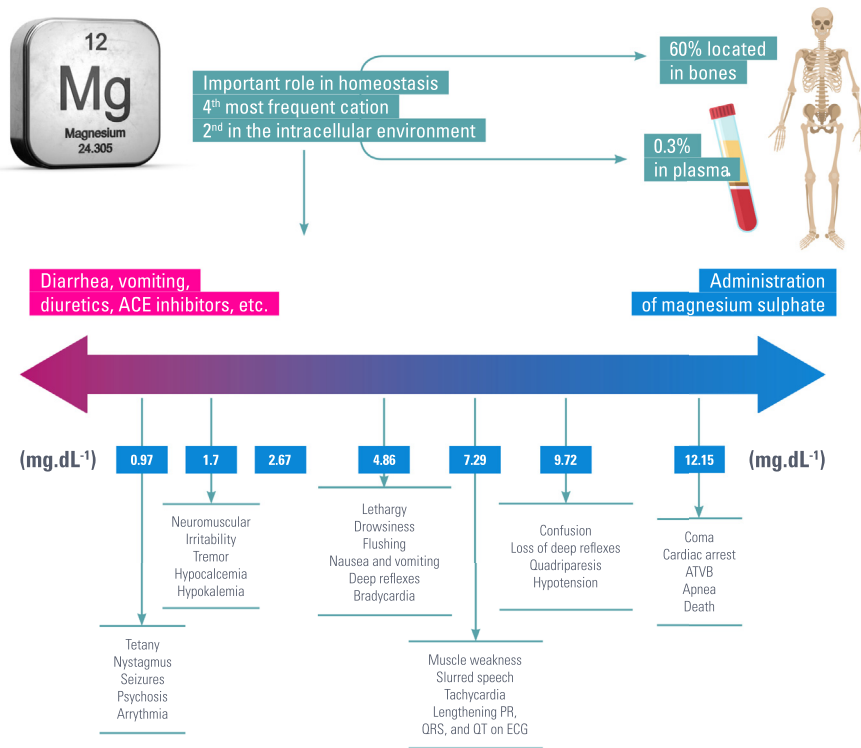 12
Mg
Magnesium
24.305
Important role in homeostasis
4th most frequent cation
2nd in the intracellular environment
60% located
in bones
0.3%
in plasma
Diarrhea, vomiting,
diuretics, ACE inhibitors, etc.
Administration
of magnesium sulphate
(mg.dL-1)
0.97
1.7
2.67
4.86
7.29
9.72
12.15
(mg.dL-1)
Neuromuscular
Irritability
Tremor
Hypocalcemia
Hypokalemia
Lethargy
Drowsiness
Flushing
Nausea and vomiting
Deep reflexes
Bradycardia
Confusion
Loss of deep reflexes
Quadriparesis
Hypotension
Coma
Cardiac arrest
ATVB
Apnea
Death
Tetany
Nystagmus
Seizures
Psychosis
Arrythmia
Muscle weakness
Slurred speech
Tachycardia
Lengthening PR,
QRS, and QT on ECG